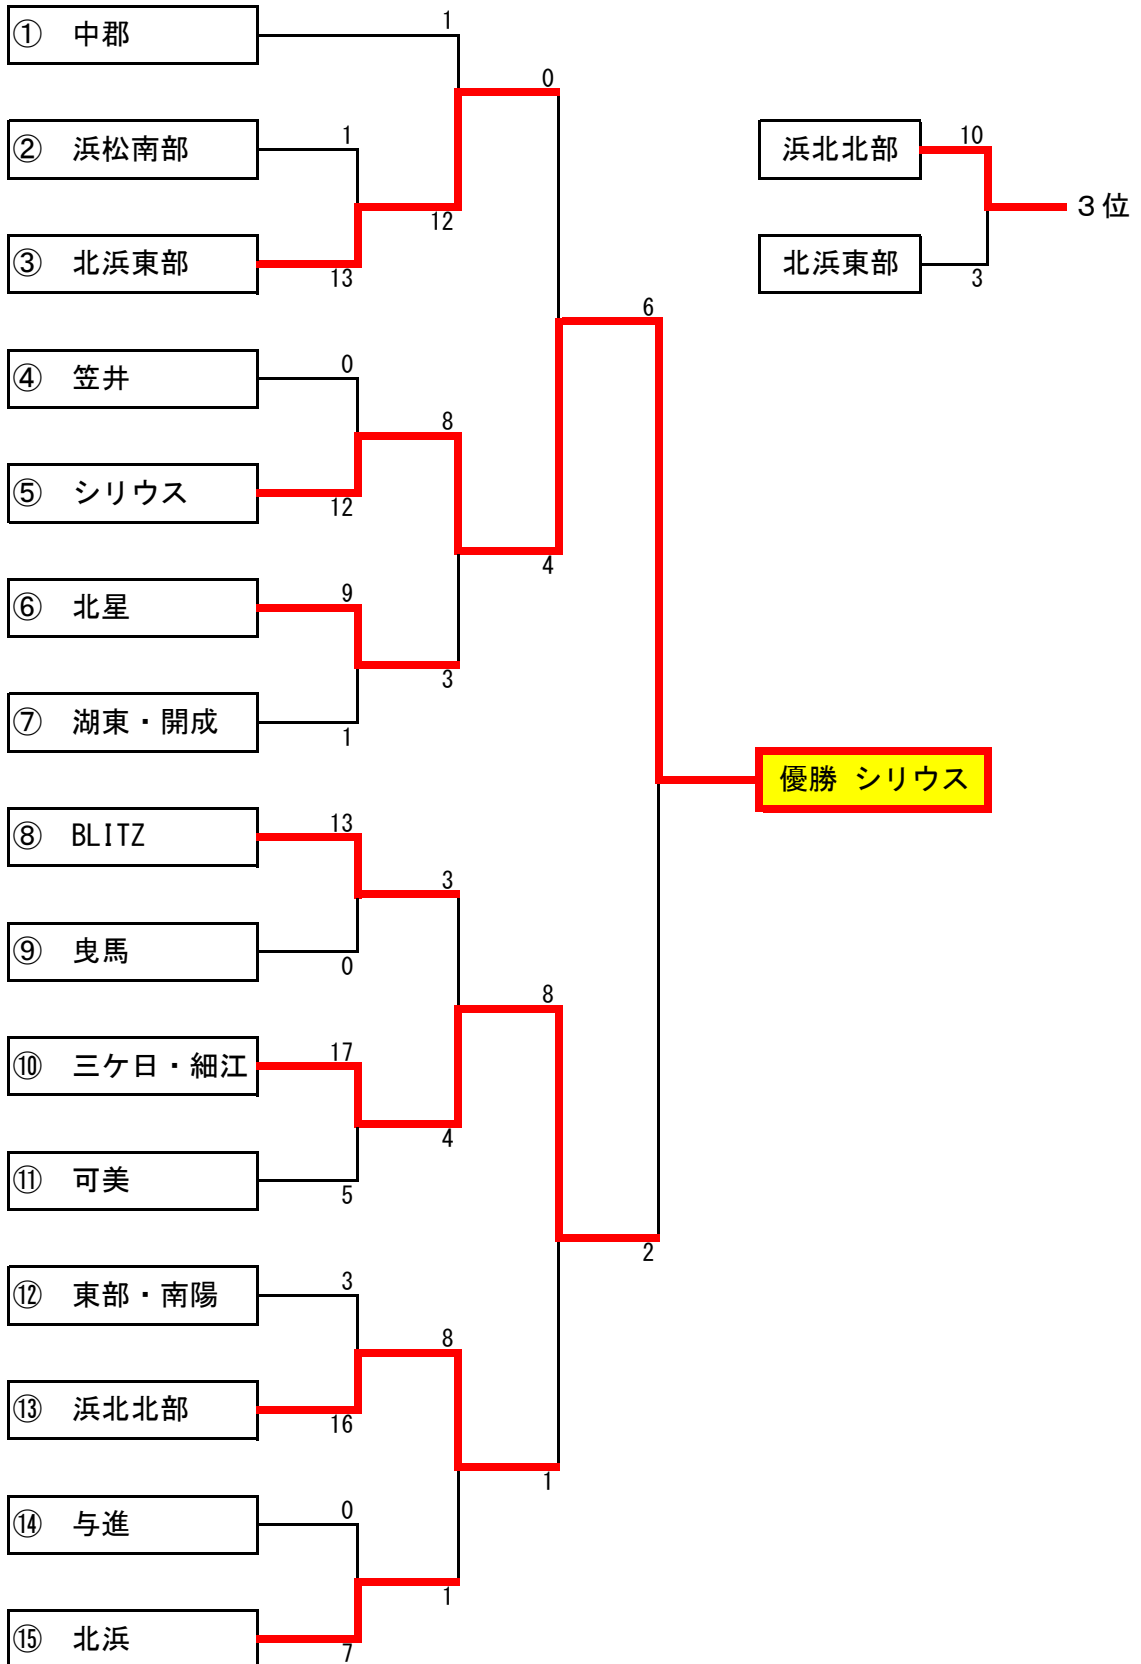 ① 中郡
1
0
② 浜松南部
1
12
③ 北浜東部
13
浜北北部
10
3位
北浜東部
3
6
④ 笠井
0
8
⑤ シリウス
12
4
⑥ 北星
9
3
⑦ 湖東・開成
1
優勝 シリウス
⑧ BLITZ
13
3
⑨ 曳馬
0
8
⑩ 三ケ日・細江
17
4
⑪ 可美
5
2
⑫ 東部・南陽
3
8
⑬ 浜北北部
16
1
⑭ 与進
0
1
⑮ 北浜
7